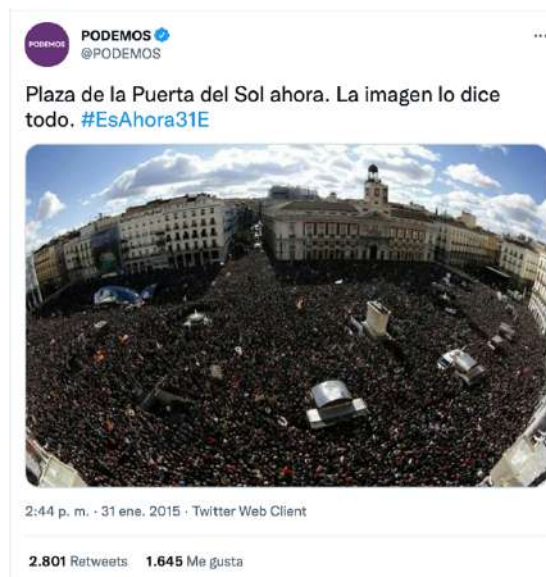 PODEMOS
PODEMOS
@PODEMOS
Plaza de la Puerta del Sol ahora. La imagen lo dice
todo. #EsAhora31E
2:44 p. m. · 31 ene. 2015 · Twitter Web Client
2.801 Retweets 1.645 Me gusta